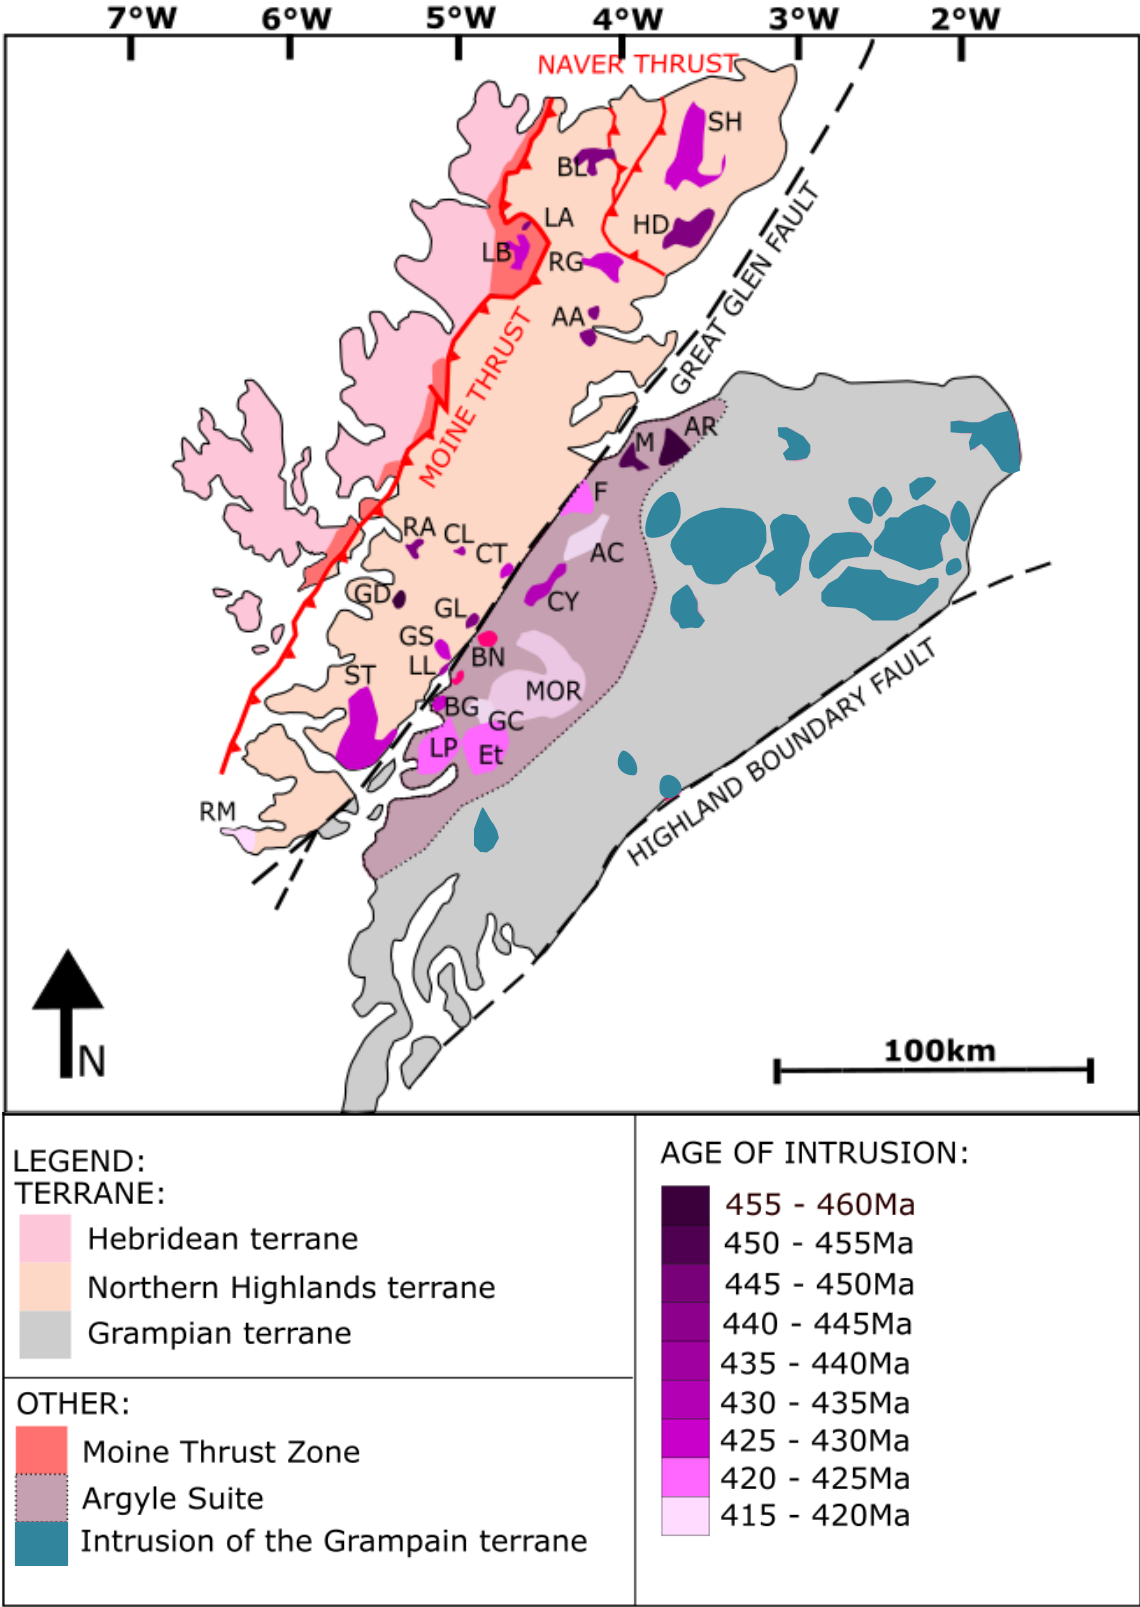 7°W 6°W 5°W 4°W 3°W 2°W
NAVER THRUST
SH
BL
LA
HD
LB
RG
GREAT GLEN FAULT
AA
MOINE THRUST
AR
M
F
RA
CL
CT
AC
GD
CY
GL
GS
BN
LL
ST
MOR
BG
GC
LP
Et
RM
HIGHLAND BOUNDARY FAULT
N
100km
LEGEND:
TERRANE:
Hebridean terrane
Northern Highlands terrane
Grampian terrane
OTHER:
Moine Thrust Zone
Argyle Suite
Intrusion of the Grampain terrane
AGE OF INTRUSION:
455 - 460Ma
450 - 455Ma
445 - 450Ma
440 - 445Ma
435 - 440Ma
430 - 435Ma
425 - 430Ma
420 - 425Ma
415 - 420Ma